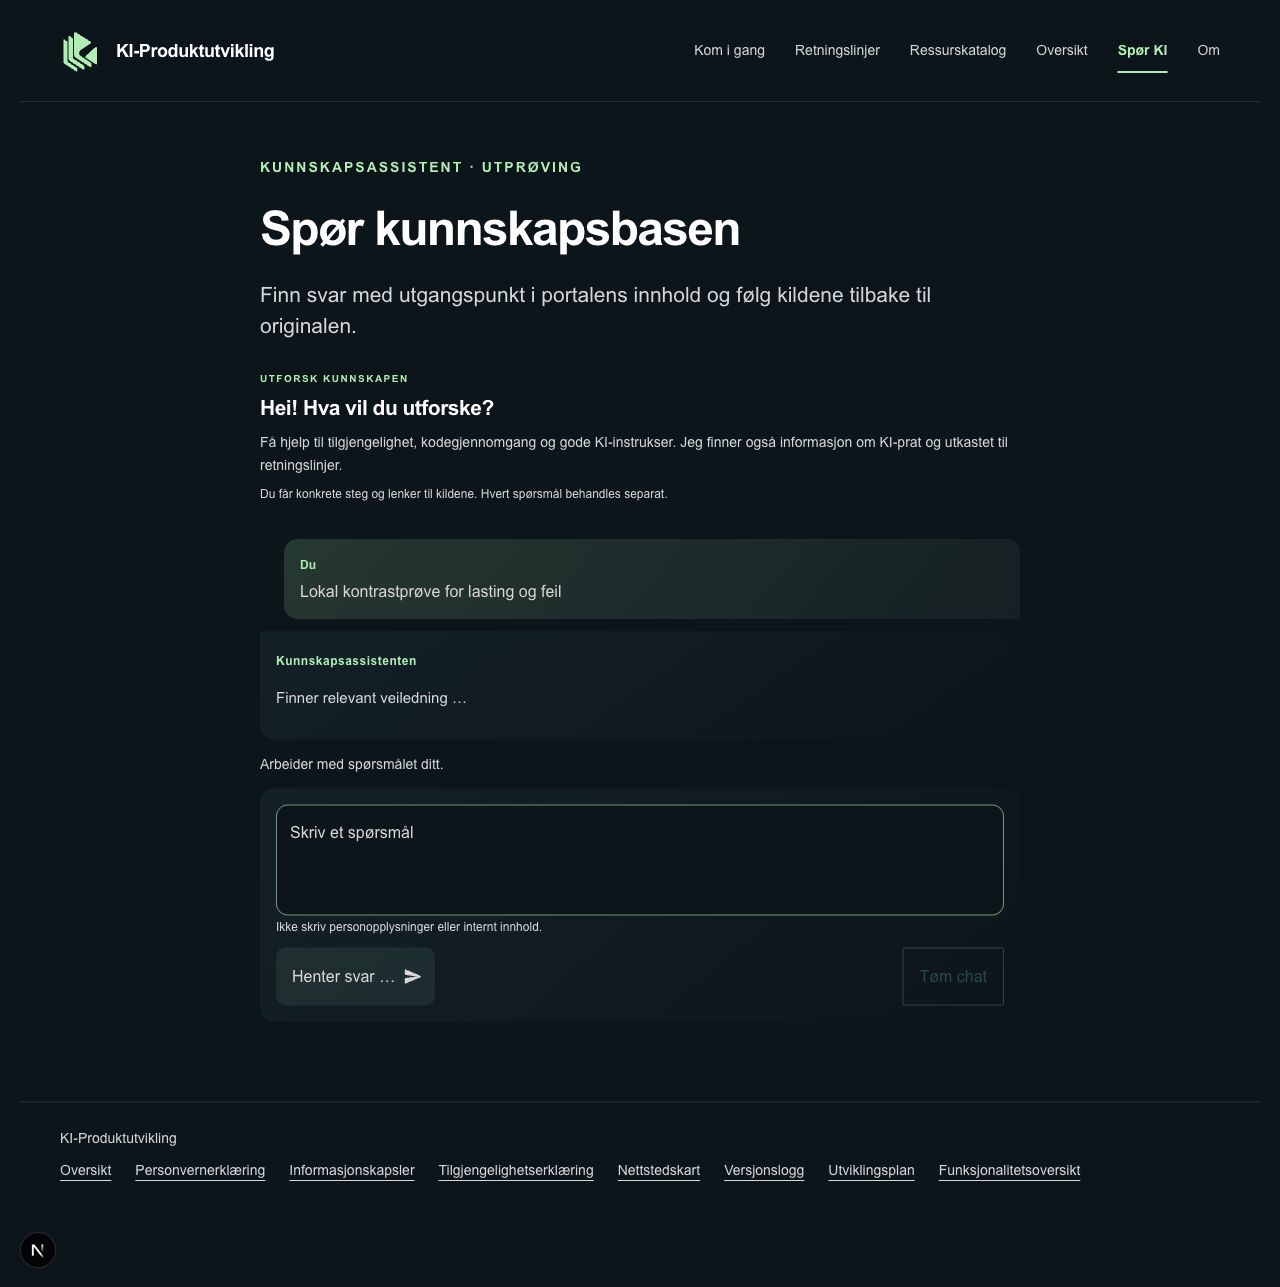 KI-Produktutvikling
Kom i gang
Retningslinjer
Ressurskatalog
Oversikt
Spør KI
Om
KUNNSKAPSASSISTENT · UTPRØVING
Spør kunnskapsbasen
Finn svar med utgangspunkt i portalens innhold og følg kildene tilbake til
originalen.
UTFORSK KUNNSKAPEN
Hei! Hva vil du utforske?
Få hjelp til tilgjengelighet, kodegjennomgang og gode KI-instrukser. Jeg finner også informasjon om KI-prat og utkastet til
retningslinjer.
Du får konkrete steg og lenker til kildene. Hvert spørsmål behandles separat.
Du
Lokal kontrastprøve for lasting og feil
Kunnskapsassistenten
Finner relevant veiledning …
Arbeider med spørsmålet ditt.
Skriv et spørsmål
Ikke skriv personopplysninger eller internt innhold.
Henter svar …
Tøm chat
KI-Produktutvikling
Oversikt
Personvernerklæring
Informasjonskapsler
Tilgjengelighetserklæring
Nettstedskart
Versjonslogg
Utviklingsplan
Funksjonalitetsoversikt
N